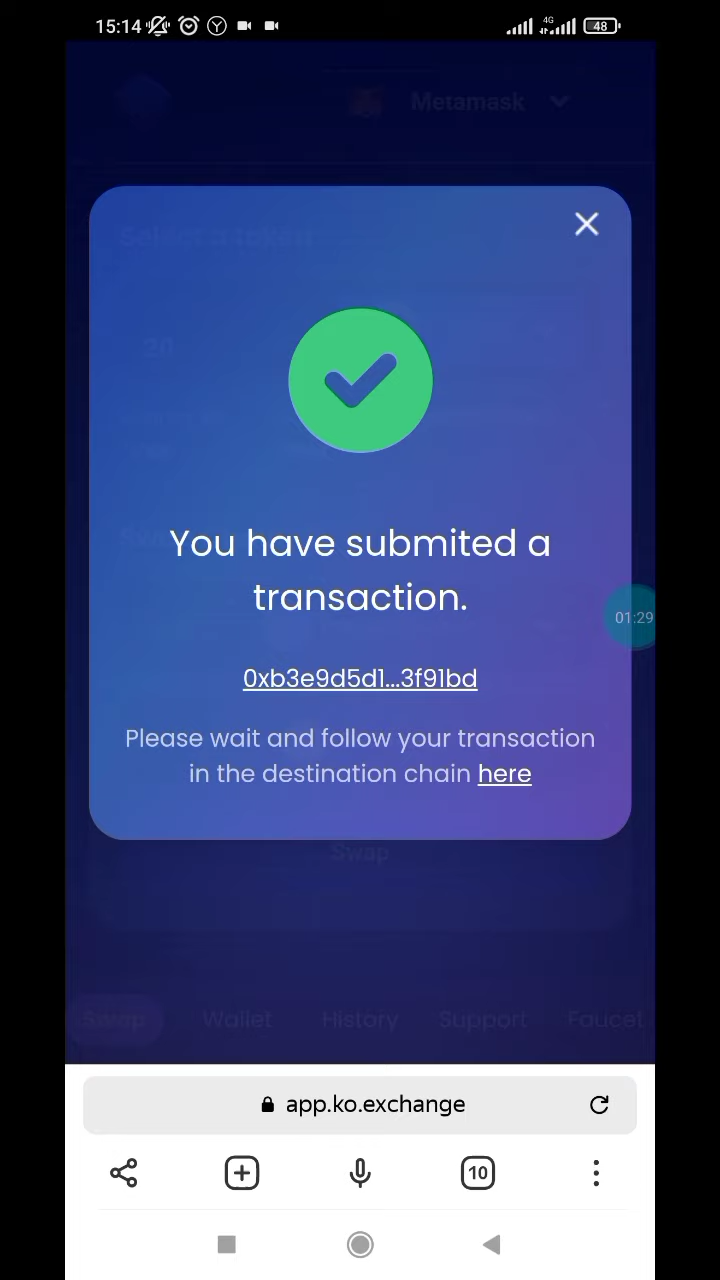 15:14
4G
48
Metamask
You have submited a
transaction.
01:29
0xb3e9d5d1...3f91bd
Please wait and follow your transaction
in the destination chain here
Swap
Swap Wallet History Support Faucet
app.ko.exchange
10